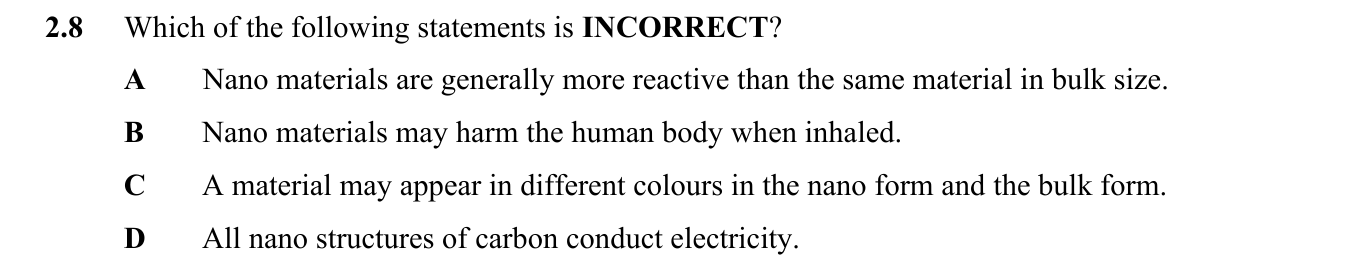 2.8 Which of the following statements is INCORRECT?
A Nano materials are generally more reactive than the same material in bulk size.
B Nano materials may harm the human body when inhaled.
C A material may appear in different colours in the nano form and the bulk form.
D All nano structures of carbon conduct electricity.